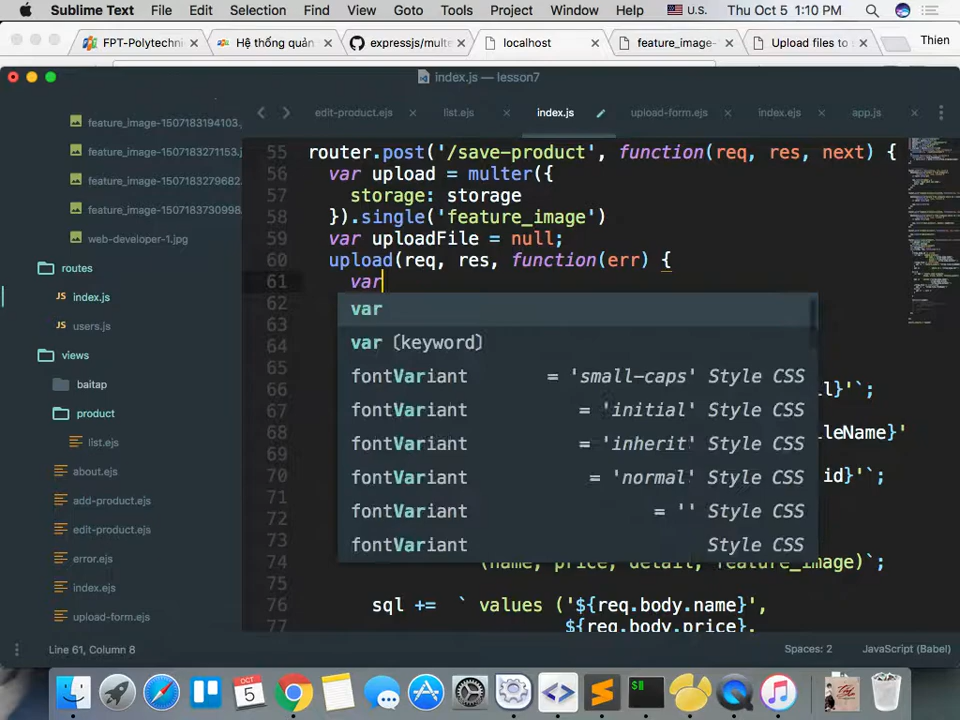 Sublime Text File Edit Selection Find View Goto Tools Project Window Help U.S. Thu Oct 5 1:10 PM
FPT-Polytechni Hệ thống quản expressjs/multe localhost feature_image- Upload files to s Thien
index.js — lesson7
edit-product.ejs list.ejs index.js upload-form.ejs index.ejs app.js
feature_image-1507183194103.
feature_image-1507183271153.j
feature_image-1507183279682.
feature_image-1507183730998.
web-developer-1.jpg
routes
JS index.js
JS users.js
views
baitap
product
list.ejs
about.ejs
add-product.ejs
edit-product.ejs
error.ejs
index.ejs
upload-form.ejs
55 router.post('/save-product', function(req, res, next) {
56 var upload = multer({
57 storage: storage
58 }).single('feature_image')
59 var uploadFile = null;
60 upload(req, res, function(err) {
61 var
62
63
64
65
66 l}'`;
67
68 leName}'
69
70 id}'`;
71
72
73
74 (name, price, detail, feature_image)`;
75
76 sql += ` values ('${req.body.name}',
77 ${req.body.price},
var
var (keyword)
fontVariant = 'small-caps' Style CSS
fontVariant = 'initial' Style CSS
fontVariant = 'inherit' Style CSS
fontVariant = 'normal' Style CSS
fontVariant = '' Style CSS
fontVariant Style CSS
Line 61, Column 8 Spaces: 2 JavaScript (Babel)
OCT
5